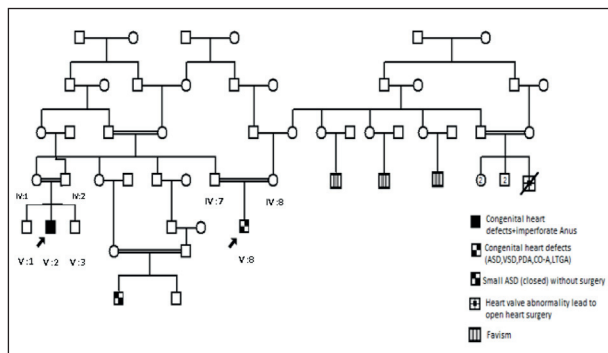 2
2
IV:1
IV:2
IV:7
IV:8
V:1
V:2
V:3
V:8
Congenital heart
defects+imperforate Anus
Congenital heart defects
(ASD,VSD,PDA,CO-A,LTGA)
Small ASD (closed) without
surgery
Heart valve abnormality lead to
open heart surgery
Favism